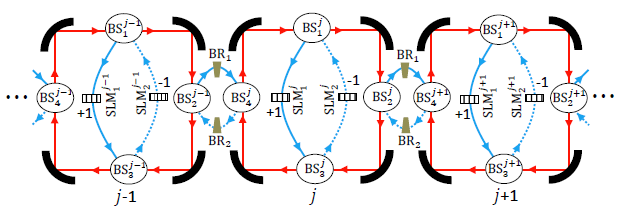 BS₁ʲ⁻¹ BR₁ BS₁ʲ BR₁ BS₁ʲ⁺¹
... BS₄ʲ⁻¹ +1 SLM₁ʲ⁻¹ SLM₂ʲ⁻¹ -1 BS₂ʲ⁻¹ BS₄ʲ +1 SLM₁ʲ SLM₂ʲ -1 BS₂ʲ BS₄ʲ⁺¹ +1 SLM₁ʲ⁺¹ SLM₂ʲ⁺¹ -1 BS₂ʲ⁺¹ ...
BR₂ BR₂
BS₃ʲ⁻¹ BS₃ʲ BS₃ʲ⁺¹
j-1 j j+1